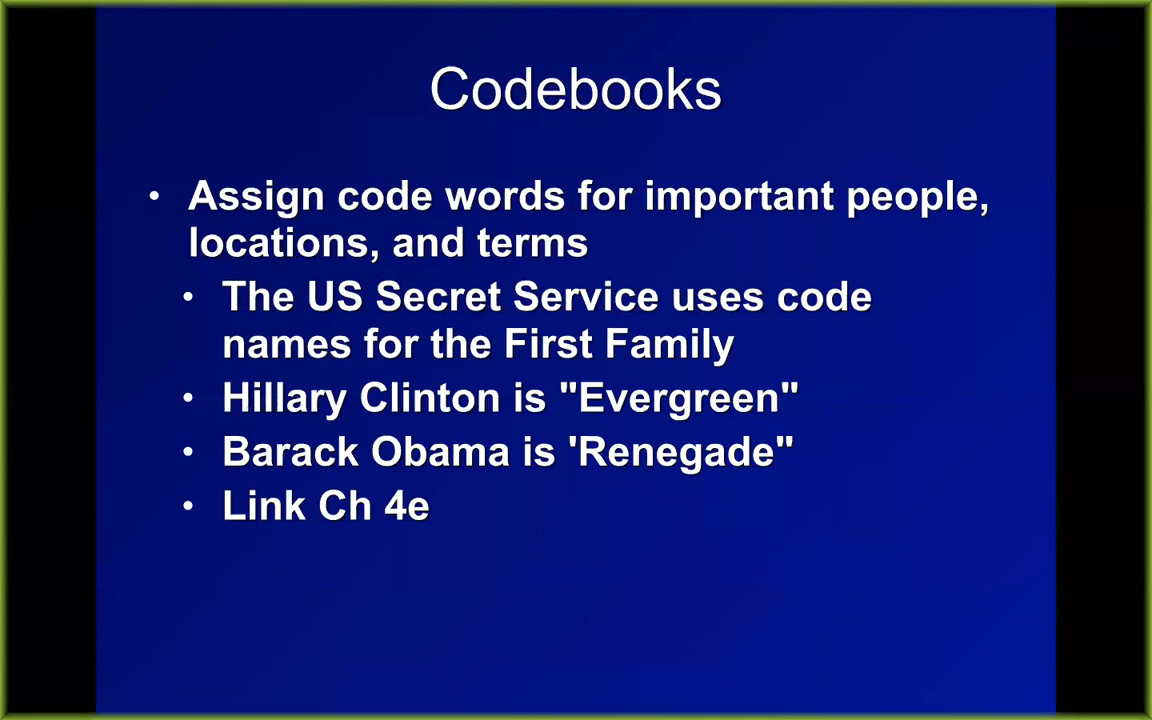 Codebooks
• Assign code words for important people,
locations, and terms
• The US Secret Service uses code
names for the First Family
• Hillary Clinton is "Evergreen"
• Barack Obama is 'Renegade"
• Link Ch 4e